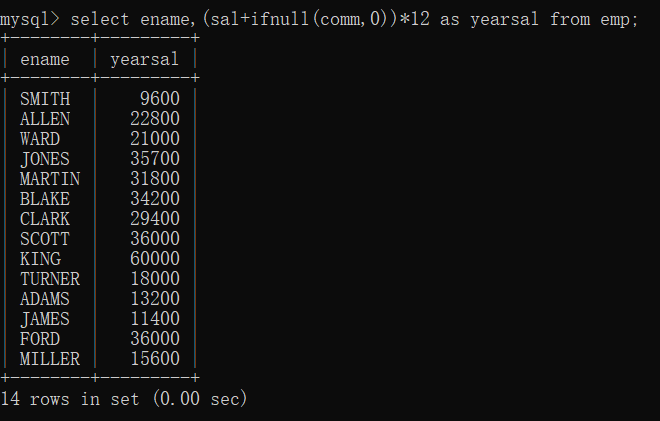 mysql> select ename,(sal+ifnull(comm,0))*12 as yearsal from emp;
+--------+---------+
| ename  | yearsal |
+--------+---------+
| SMITH  |    9600 |
| ALLEN  |   22800 |
| WARD   |   21000 |
| JONES  |   35700 |
| MARTIN |   31800 |
| BLAKE  |   34200 |
| CLARK  |   29400 |
| SCOTT  |   36000 |
| KING   |   60000 |
| TURNER |   18000 |
| ADAMS  |   13200 |
| JAMES  |   11400 |
| FORD   |   36000 |
| MILLER |   15600 |
+--------+---------+
14 rows in set (0.00 sec)